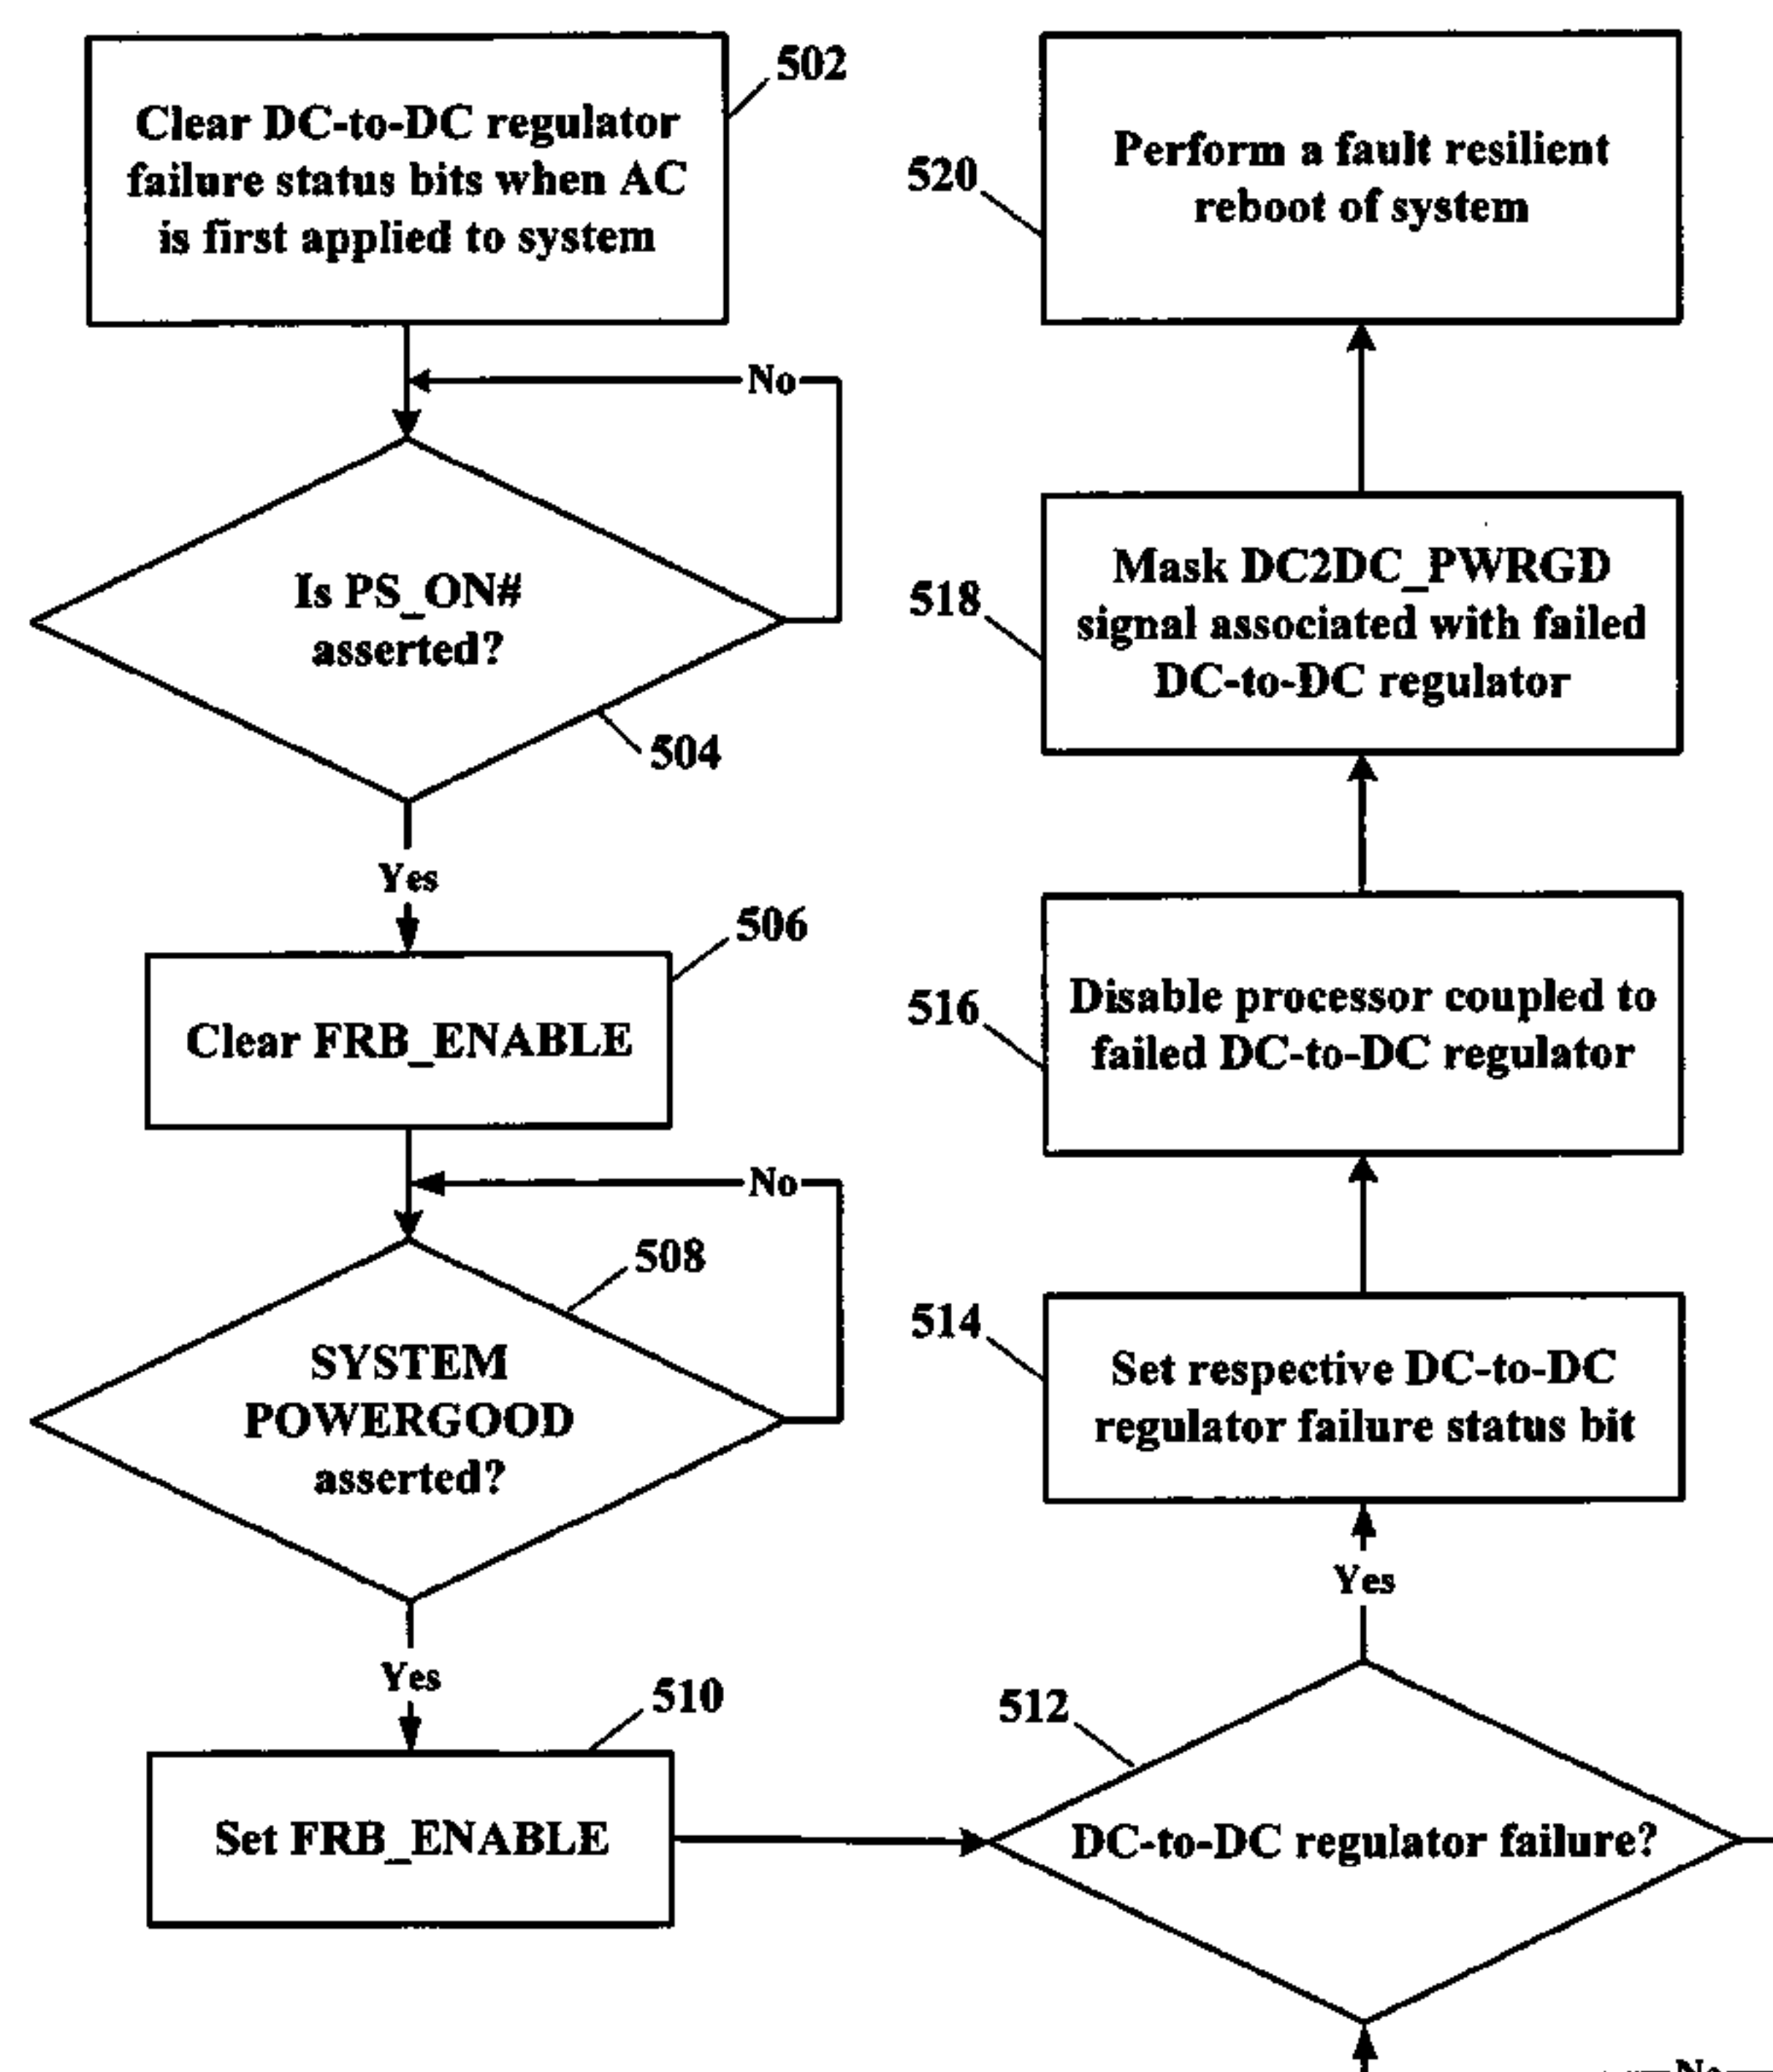 502
Clear DC-to-DC regulator
failure status bits when AC
is first applied to system
No
Is PS_ON#
asserted?
504
Yes
506
Clear FRB_ENABLE
No
508
SYSTEM
POWERGOOD
asserted?
Yes
510
Set FRB_ENABLE
512
DC-to-DC regulator failure?
No
Yes
514
Set respective DC-to-DC
regulator failure status bit
516
Disable processor coupled to
failed DC-to-DC regulator
518
Mask DC2DC_PWRGD
signal associated with failed
DC-to-DC regulator
520
Perform a fault resilient
reboot of system